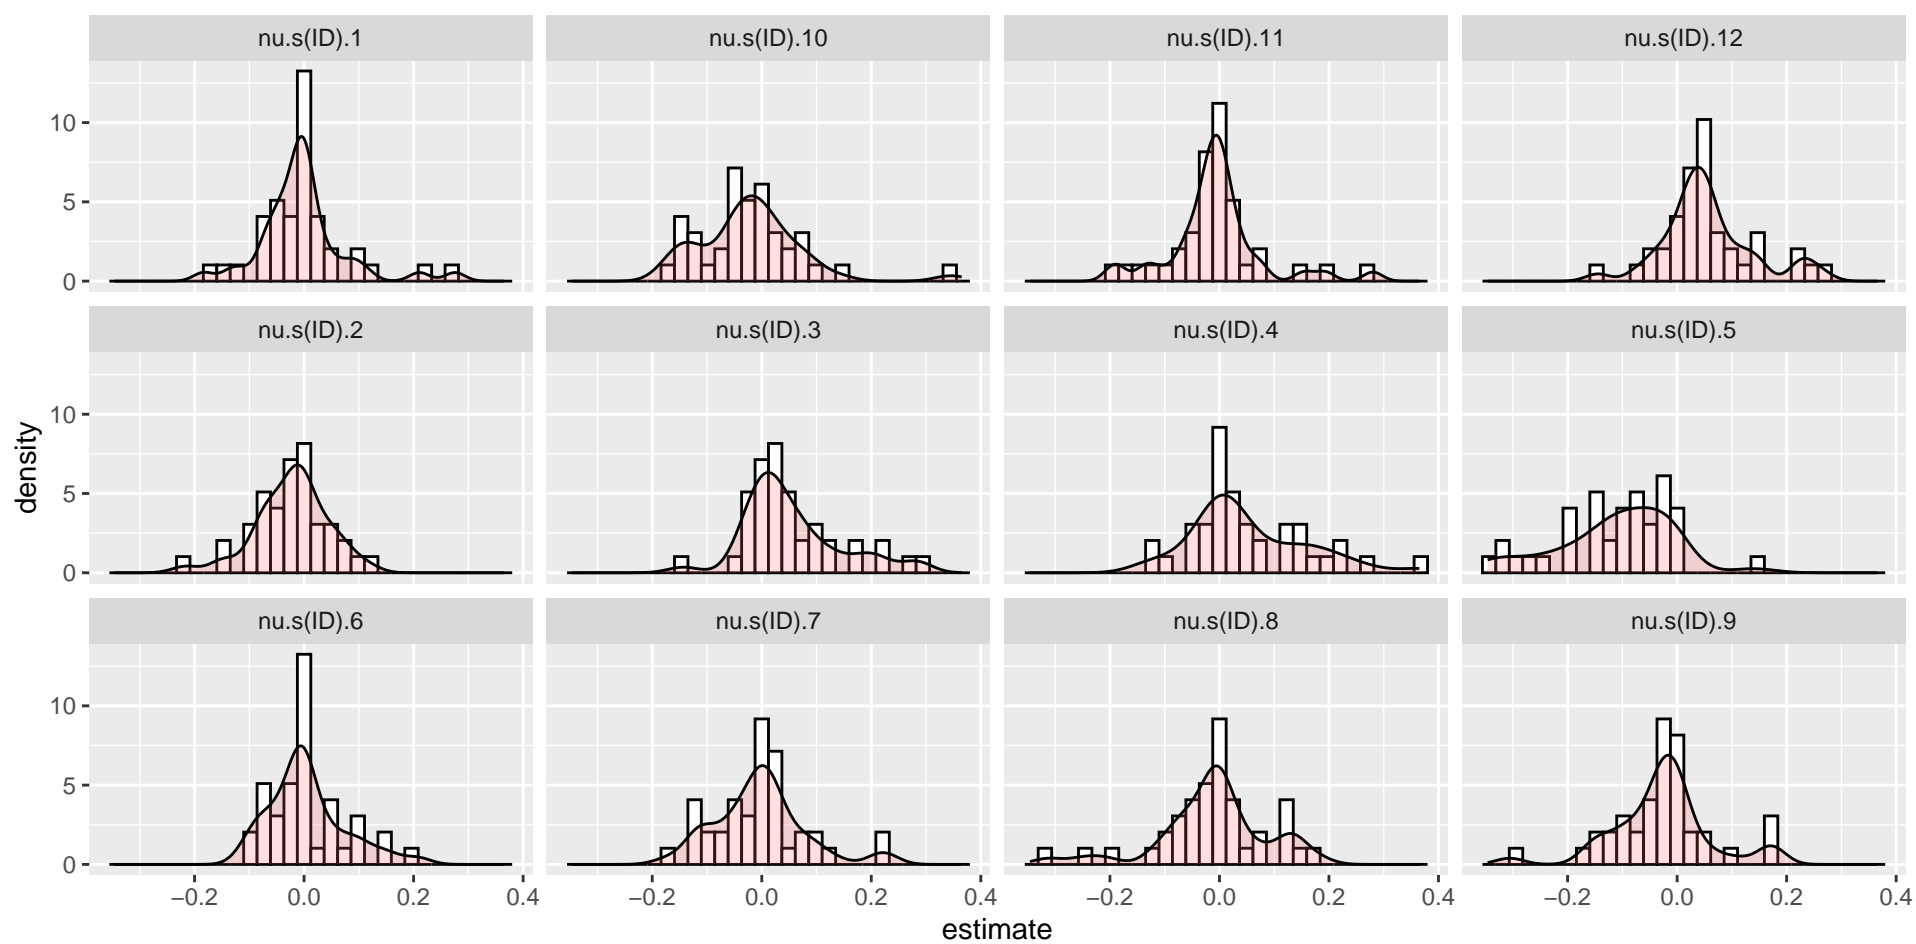 nu.s(ID).1 nu.s(ID).10 nu.s(ID).11 nu.s(ID).12
10
5
0
nu.s(ID).2 nu.s(ID).3 nu.s(ID).4 nu.s(ID).5
10
5
0
density
nu.s(ID).6 nu.s(ID).7 nu.s(ID).8 nu.s(ID).9
10
5
0
−0.2 0.0 0.2 0.4 −0.2 0.0 0.2 0.4 −0.2 0.0 0.2 0.4 −0.2 0.0 0.2 0.4
estimate